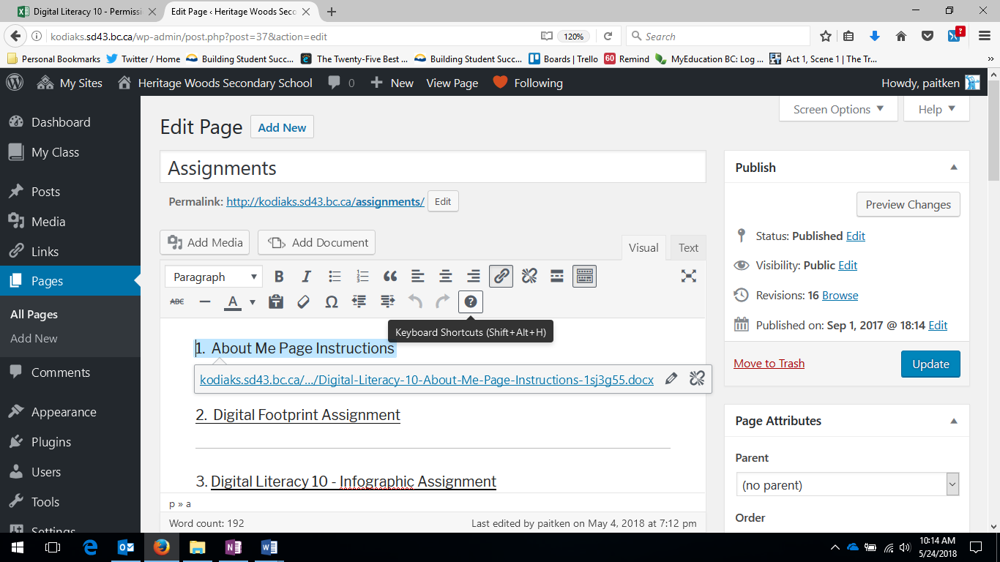 Digital Literacy 10 - Permissi
Edit Page ‹ Heritage Woods Seco
kodiaks.sd43.bc.ca/wp-admin/post.php?post=37&action=edit
120%
Search
?
Personal Bookmarks
Twitter / Home
Building Student Succ...
The Twenty-Five Best ...
Building Student Succ...
Boards | Trello
60 Remind
MyEducation BC: Log ...
Act 1, Scene 1 | The Tr...
My Sites
Heritage Woods Secondary School
0
New
View Page
Following
Howdy, paitken
Dashboard
My Class
Posts
Media
Links
Pages
All Pages
Add New
Comments
Appearance
Plugins
Users
Tools
Settings
Screen Options
Help
Edit Page
Add New
Assignments
Permalink: http://kodiaks.sd43.bc.ca/assignments/
Edit
Add Media
Add Document
Visual
Text
Paragraph
B
I
ABC
A
Ω
Keyboard Shortcuts (Shift+Alt+H)
1. About Me Page Instructions
kodiaks.sd43.bc.ca/.../Digital-Literacy-10-About-Me-Page-Instructions-1sj3g55.docx
2. Digital Footprint Assignment
3. Digital Literacy 10 - Infographic Assignment
p » a
Word count: 192
Last edited by paitken on May 4, 2018 at 7:12 pm
Publish
Preview Changes
Status: Published Edit
Visibility: Public Edit
Revisions: 16 Browse
Published on: Sep 1, 2017 @ 18:14 Edit
Move to Trash
Update
Page Attributes
Parent
(no parent)
Order
10:14 AM
5/24/2018